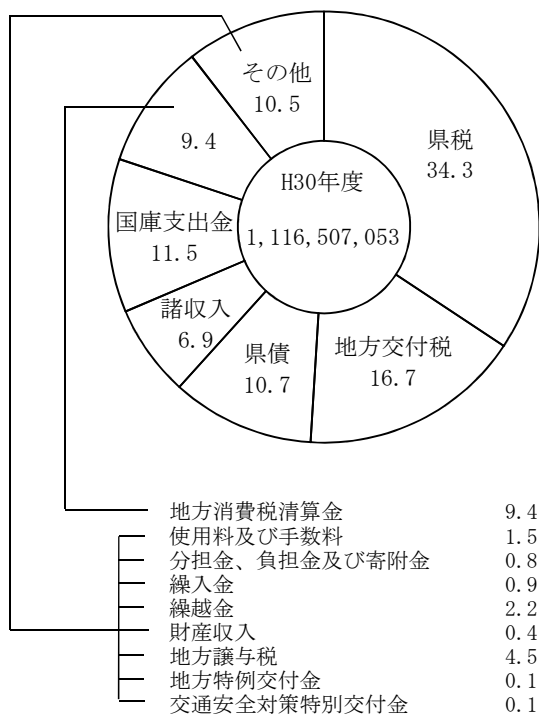 その他
10.5
県税
34.3
9.4
H30年度
1,116,507,053
国庫支出金
11.5
諸収入
6.9
県債
10.7
地方交付税
16.7
地方消費税清算金 9.4
使用料及び手数料 1.5
分担金、負担金及び寄附金 0.8
繰入金 0.9
繰越金 2.2
財産収入 0.4
地方譲与税 4.5
地方特例交付金 0.1
交通安全対策特別交付金 0.1